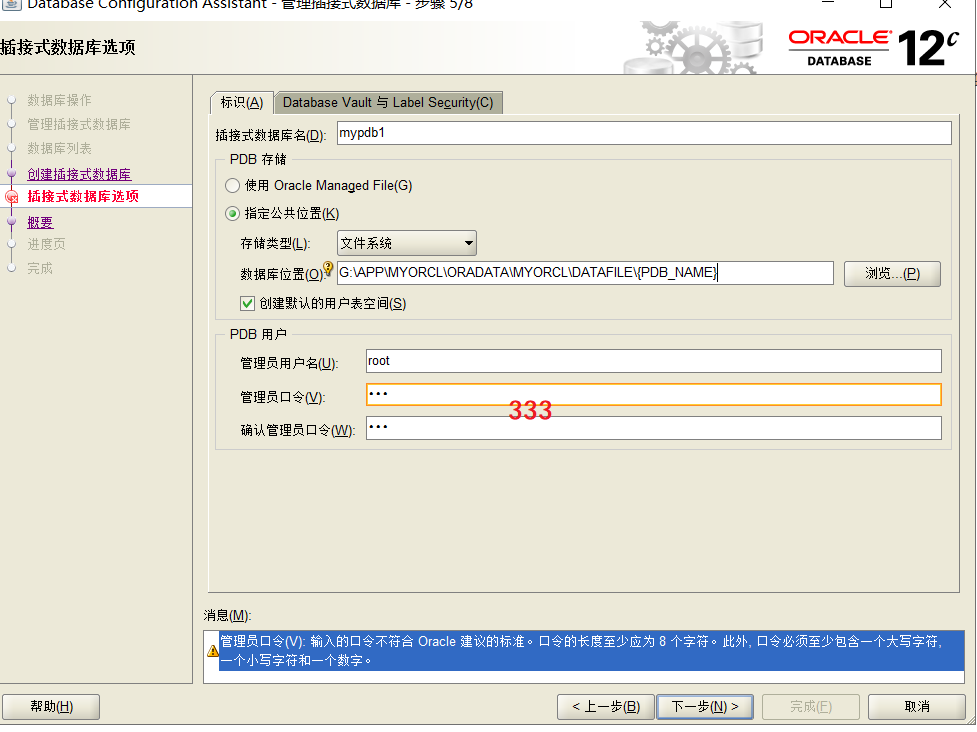 Database Configuration Assistant - 管理插接式数据库 - 步骤 5/8
插接式数据库选项
ORACLE
DATABASE
12c
数据库操作
管理插接式数据库
数据库列表
创建插接式数据库
插接式数据库选项
概要
进度页
完成
标识(A)
Database Vault 与 Label Security(C)
插接式数据库名(D): mypdb1
PDB 存储
使用 Oracle Managed File(G)
指定公共位置(K)
存储类型(L): 文件系统
数据库位置(O): G:\APP\MYORCL\ORADATA\MYORCL\DATAFILE\{PDB_NAME} 浏览...(P)
创建默认的用户表空间(S)
PDB 用户
管理员用户名(U): root
管理员口令(V): •••
333
确认管理员口令(W): •••
消息(M):
管理员口令(V): 输入的口令不符合 Oracle 建议的标准。口令的长度至少应为 8 个字符。此外, 口令必须至少包含一个大写字符,
一个小写字符和一个数字。
帮助(H) < 上一步(B) 下一步(N) > 完成(F) 取消